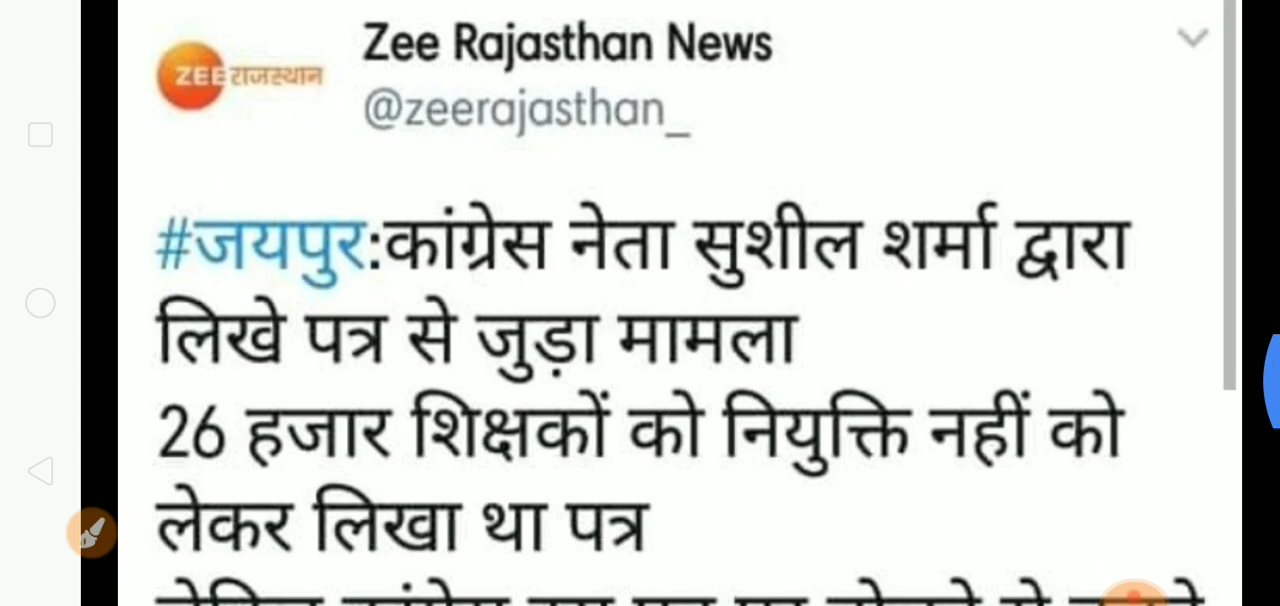 Zee Rajasthan News
ZEE राजस्थान
@zeerajasthan_
#जयपुर:कांग्रेस नेता सुशील शर्मा द्वारा
लिखे पत्र से जुड़ा मामला
26 हजार शिक्षकों को नियुक्ति नहीं को
लेकर लिखा था पत्र